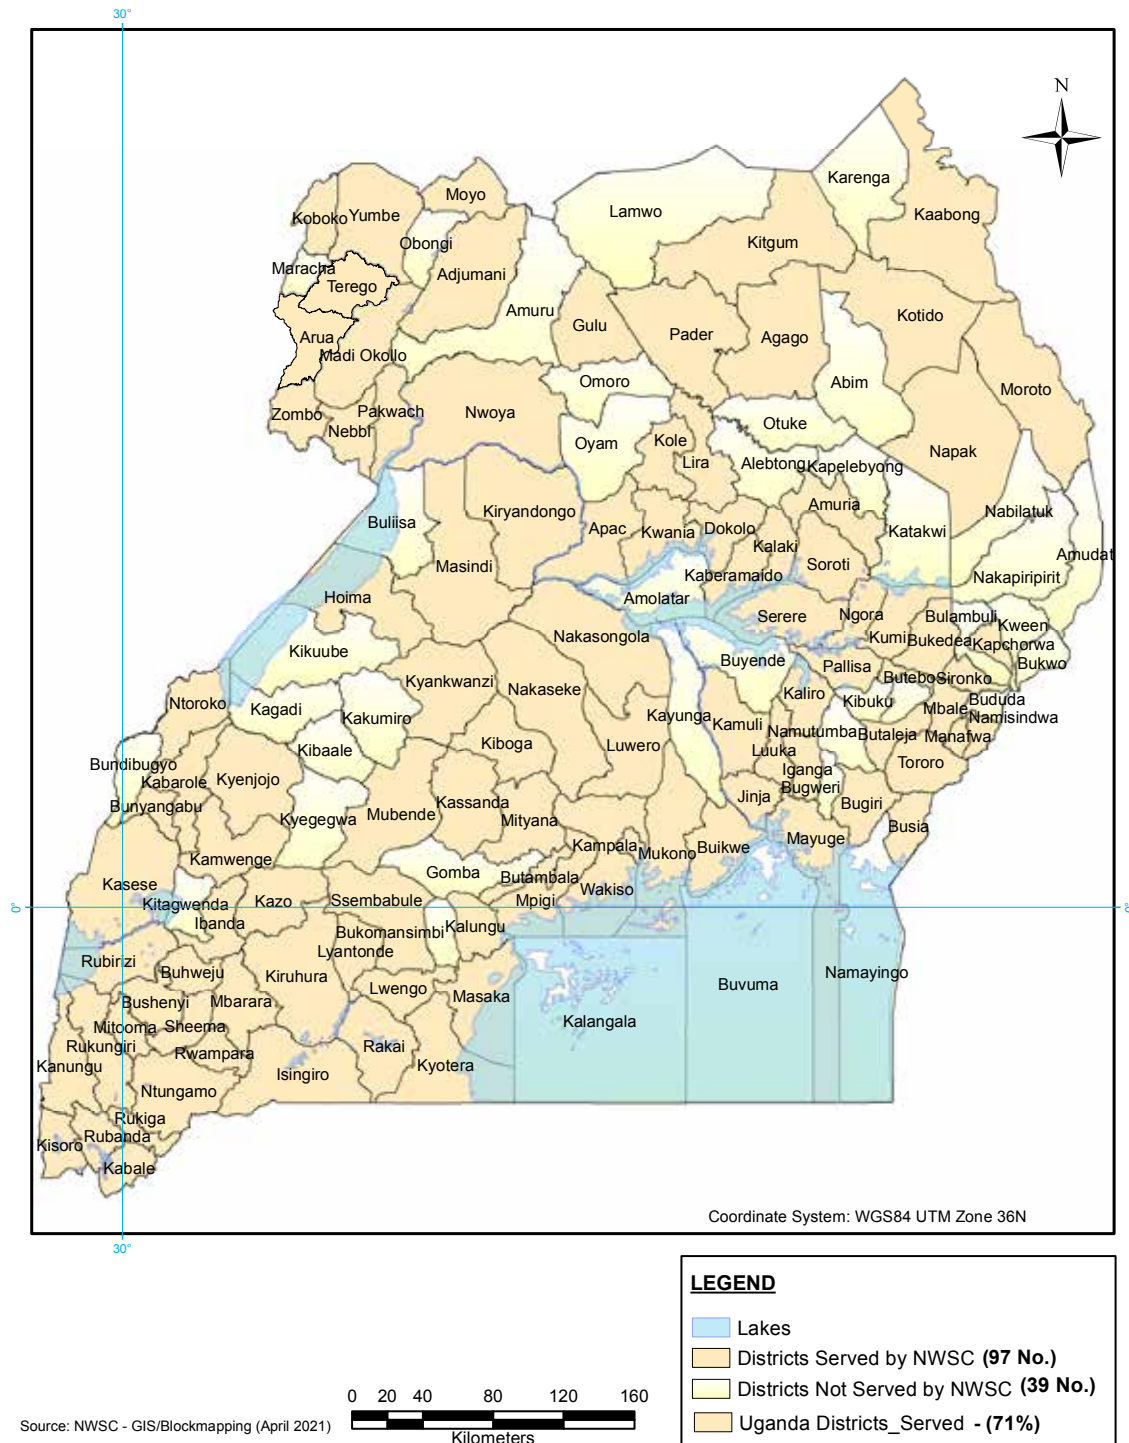 30°
N
Karenga
Moyo
Kaabong
Lamwo
Koboko
Yumbe
Obongi
Kitgum
Maracha
Adjumani
Terego
Amuru
Kotido
Gulu
Pader
Agago
Arua
Madi Okollo
Omoro
Abim
Moroto
Zombo
Pakwach
Nwoya
Otuke
Nebbi
Oyam
Kole
Napak
Lira
Alebtong
Kapelebyong
Amuria
Nabilatuk
Kiryandongo
Buliisa
Apac
Kwania
Dokolo
Katakwi
Kalaki
Amudat
Masindi
Soroti
Kaberamaido
Nakapiripirit
Hoima
Amolatar
Serere
Ngora
Bulambuli
Kween
Nakasongola
Kumi
Bukedea
Kapchorwa
Kikuube
Buyende
Pallisa
Bukwo
Kyankwanzi
Nakaseke
Butebo
Sironko
Ntoroko
Kaliro
Kagadi
Kakumiro
Kayunga
Kibuku
Bududa
Mbale
Namisindwa
Kamuli
Namutumba
Butaleja
Manafwa
Kiboga
Luwero
Kibaale
Luuka
Bundibugyo
Tororo
Kabarole
Kyenjojo
Iganga
Bugweri
Jinja
Bunyangabu
Kassanda
Bugiri
Kyegegwa
Mubende
Mityana
Busia
Kampala
Mukono
Buikwe
Mayuge
Kamwenge
Gomba
Butambala
Kasese
Wakiso
Kitagwenda
Kazo
Ssembabule
Mpigi
0°
Ibanda
Bukomansimbi
Kalungu
Lyantonde
Rubirizi
Buhweju
Kiruhura
Namayingo
Lwengo
Masaka
Buvuma
Bushenyi
Mbarara
Mitooma
Sheema
Kalangala
Rukungiri
Rwampara
Rakai
Kanungu
Isingiro
Kyotera
Ntungamo
Rukiga
Rubanda
Kisoro
Kabale
Coordinate System: WGS84 UTM Zone 36N
30°
LEGEND
Lakes
Districts Served by NWSC (97 No.)
Districts Not Served by NWSC (39 No.)
Uganda Districts_Served - (71%)
0 20 40 80 120 160
Kilometers
Source: NWSC - GIS/Blockmapping (April 2021)